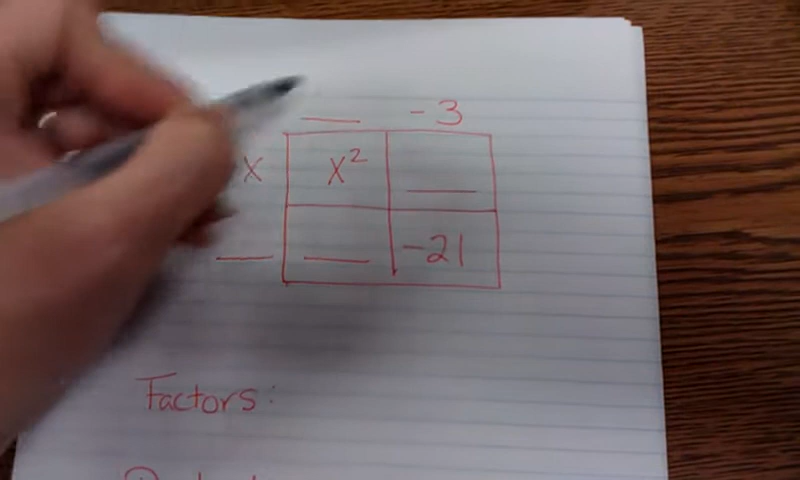 ___ -3
x x² ___
___ ___ -21
Factors: